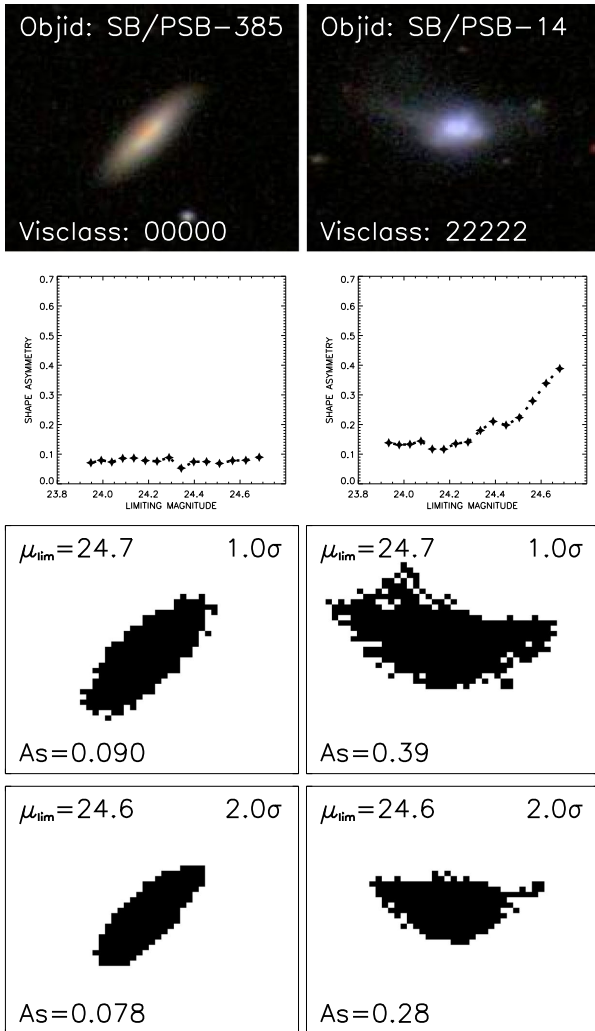 Objid: SB/PSB-385
Objid: SB/PSB-14
Visclass: 00000
Visclass: 22222
0.7
0.6
0.5
0.4
0.3
0.2
0.1
0.0
SHAPE ASYMMETRY
23.8 24.0 24.2 24.4 24.6
LIMITING MAGNITUDE
0.7
0.6
0.5
0.4
0.3
0.2
0.1
0.0
SHAPE ASYMMETRY
23.8 24.0 24.2 24.4 24.6
LIMITING MAGNITUDE
μlim=24.7 1.0σ
As=0.090
μlim=24.7 1.0σ
As=0.39
μlim=24.6 2.0σ
As=0.078
μlim=24.6 2.0σ
As=0.28